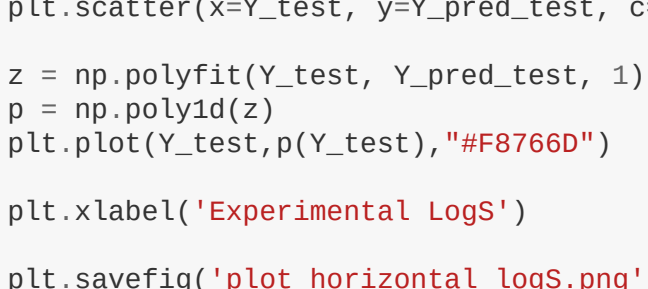 plt.scatter(x=Y_test, y=Y_pred_test, c=
z = np.polyfit(Y_test, Y_pred_test, 1)
p = np.poly1d(z)
plt.plot(Y_test,p(Y_test),"#F8766D")
plt.xlabel('Experimental LogS')
plt.savefig('plot_horizontal_logS.png'